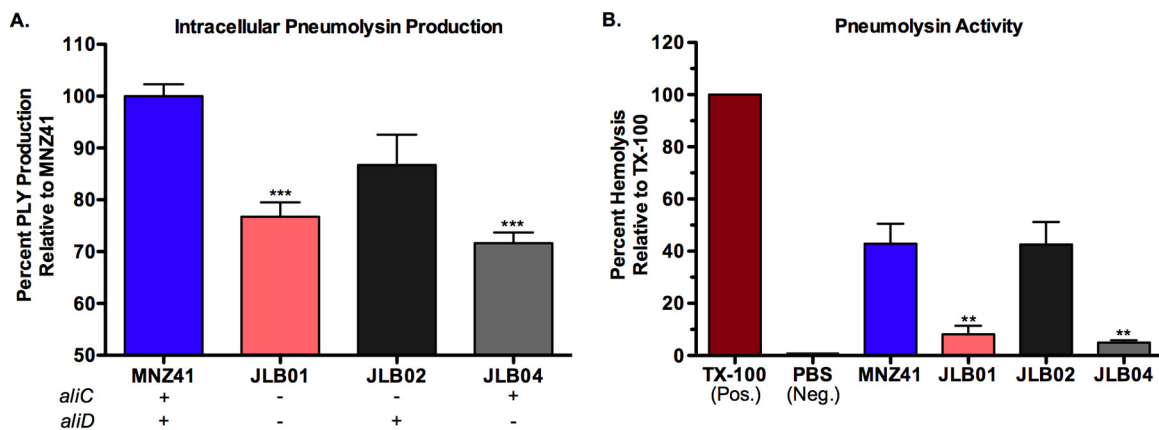 A.
Intracellular Pneumolysin Production
Percent PLY Production
Relative to MNZ41
110
100
90
80
70
60
50
***
***
MNZ41 JLB01 JLB02 JLB04
aliC + - - +
aliD + - + -
B.
Pneumolysin Activity
Percent Hemolysis
Relative to TX-100
120
100
80
60
40
20
0
**
**
TX-100 PBS MNZ41 JLB01 JLB02 JLB04
(Pos.) (Neg.)